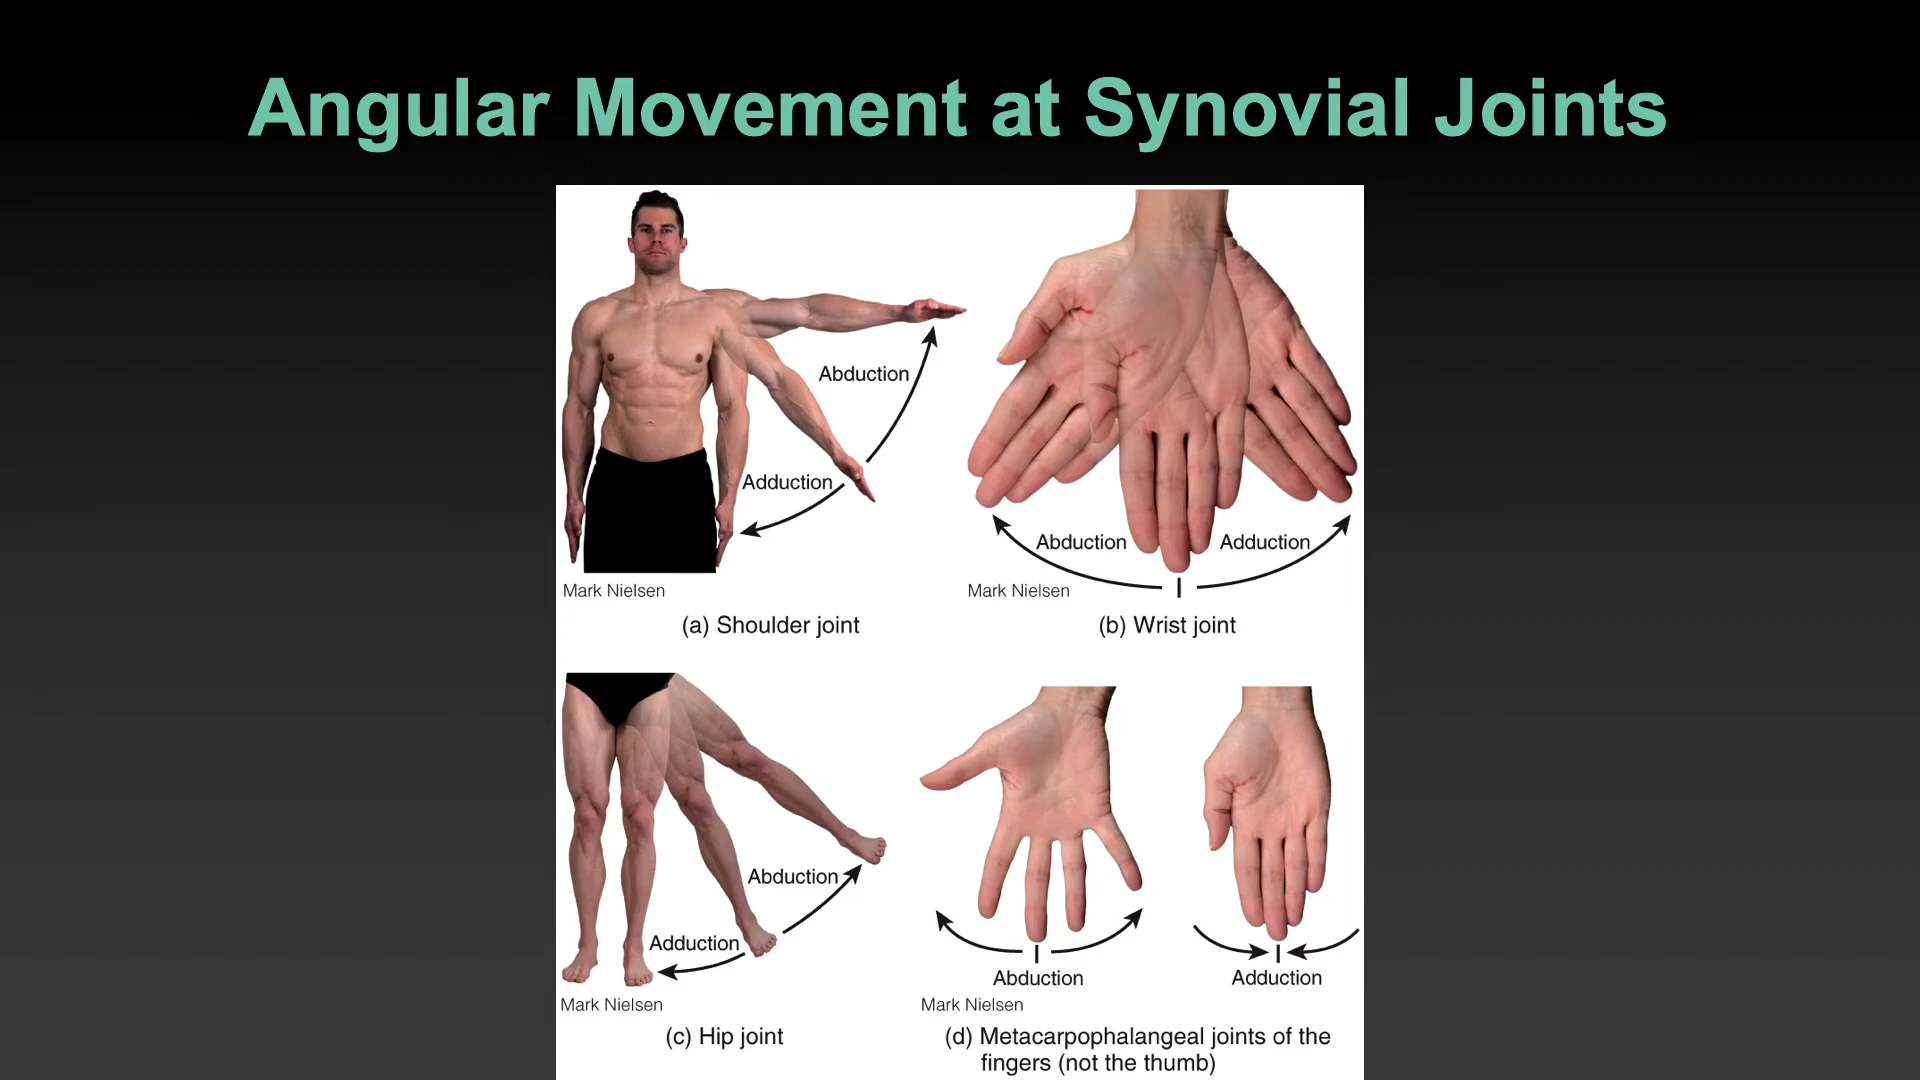 Angular Movement at Synovial Joints
Abduction
Adduction
Mark Nielsen
(a) Shoulder joint
Abduction
Adduction
Mark Nielsen
(b) Wrist joint
Abduction
Adduction
Mark Nielsen
(c) Hip joint
Abduction
Adduction
Mark Nielsen
(d) Metacarpophalangeal joints of the
fingers (not the thumb)